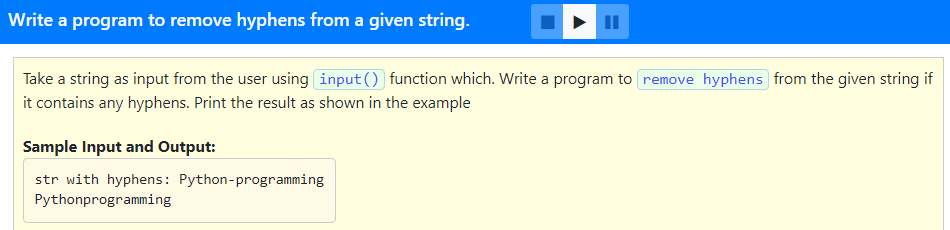 Write a program to remove hyphens from a given string.
Take a string as input from the user using input() function which. Write a program to remove hyphens from the given string if
it contains any hyphens. Print the result as shown in the example
Sample Input and Output:
str with hyphens: Python-programming
Pythonprogramming